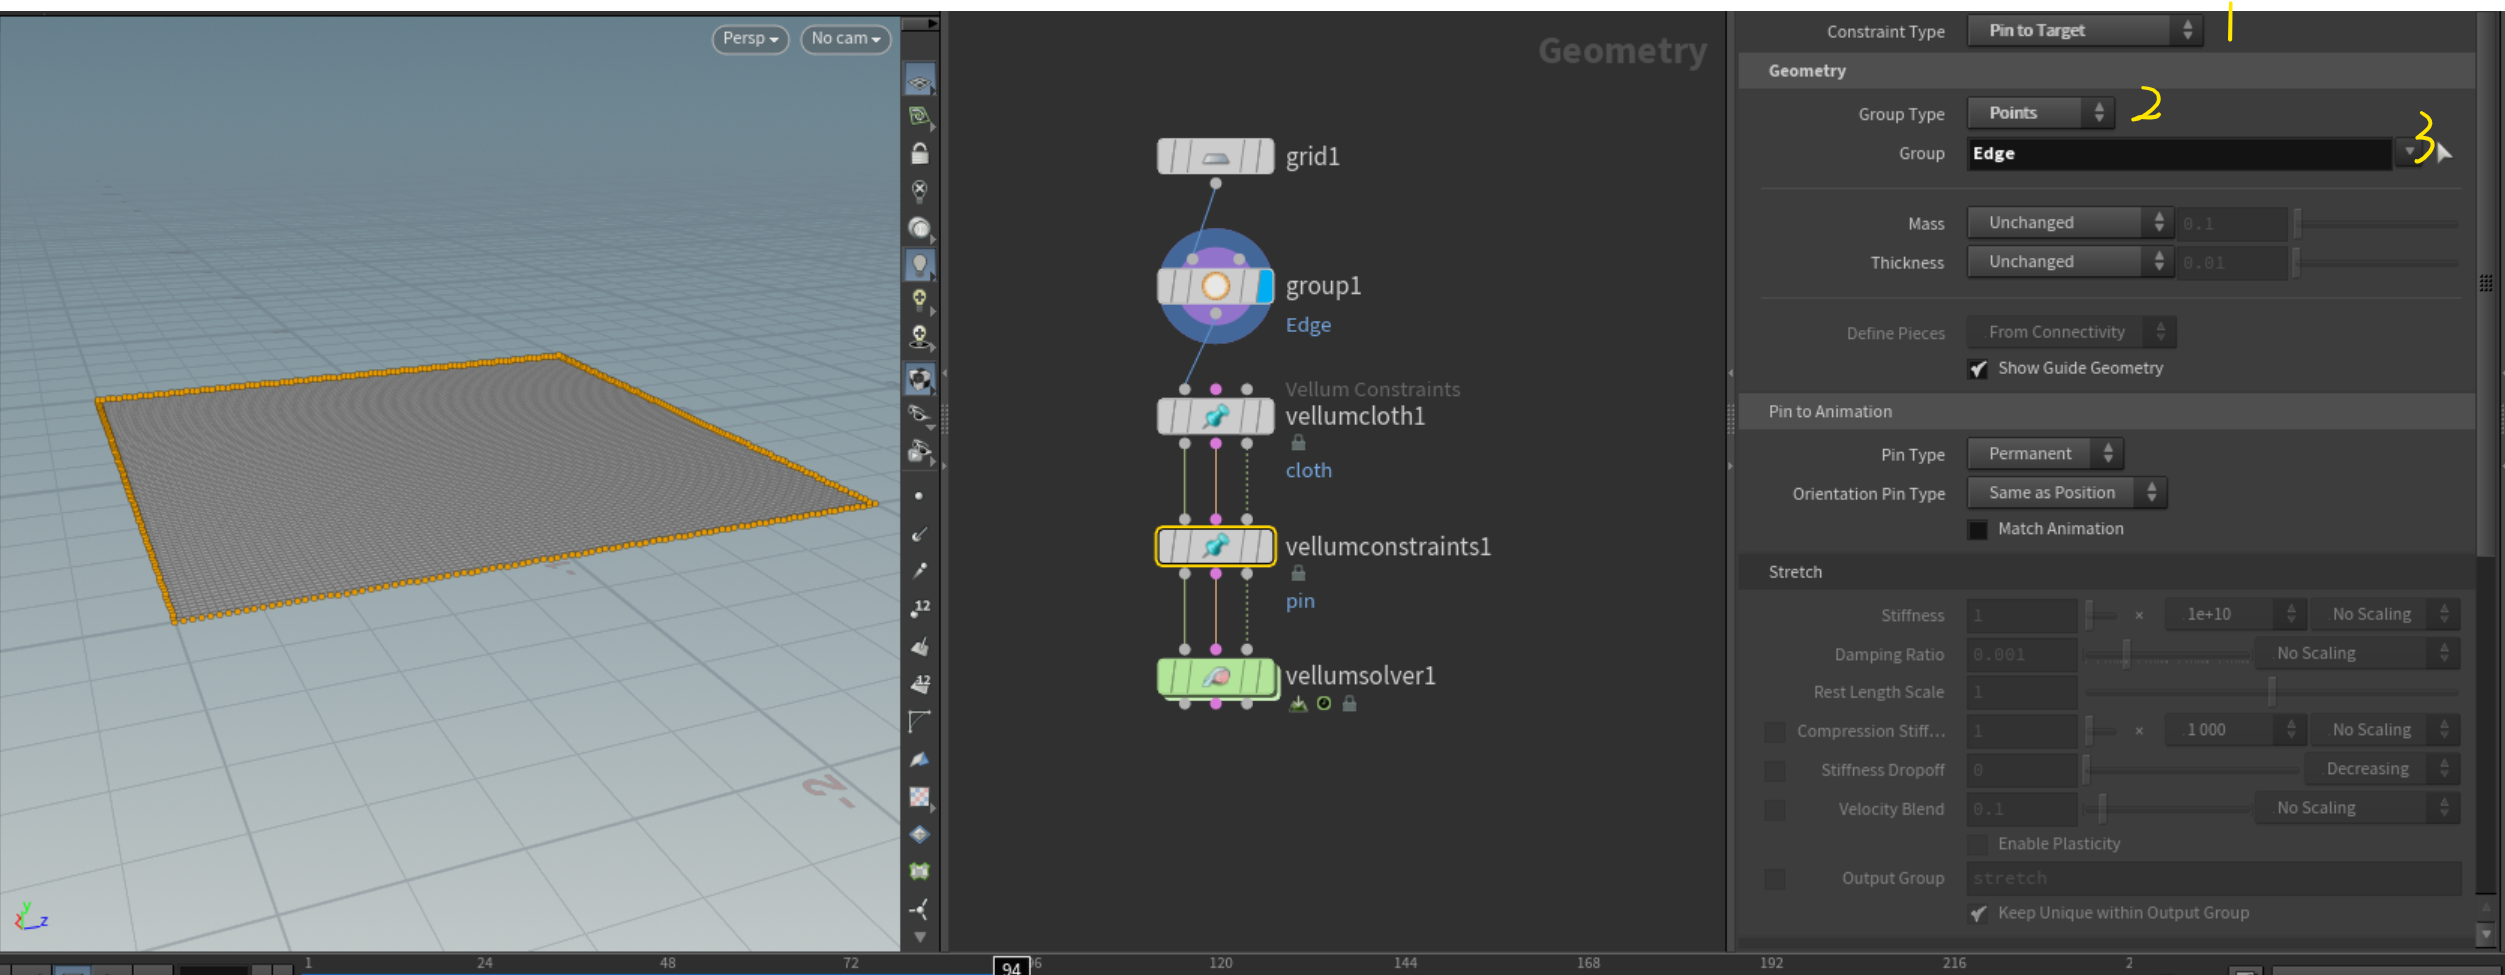 Persp
No cam
Geometry
grid1
group1
Edge
Vellum Constraints
vellumcloth1
cloth
vellumconstraints1
pin
vellumsolver1
12
12
y
z
Constraint Type Pin to Target 1
Geometry
Group Type Points 2
Group Edge 3
Mass Unchanged 0.1
Thickness Unchanged 0.01
Define Pieces From Connectivity
Show Guide Geometry
Pin to Animation
Pin Type Permanent
Orientation Pin Type Same as Position
Match Animation
Stretch
Stiffness 1 × 1e+10 No Scaling
Damping Ratio 0.001 No Scaling
Rest Length Scale 1
Compression Stiff... 1 × 1000 No Scaling
Stiffness Dropoff 0 Decreasing
Velocity Blend 0.1 No Scaling
Enable Plasticity
Output Group stretch
Keep Unique within Output Group
1 24 48 72 94 120 144 168 192 216 2